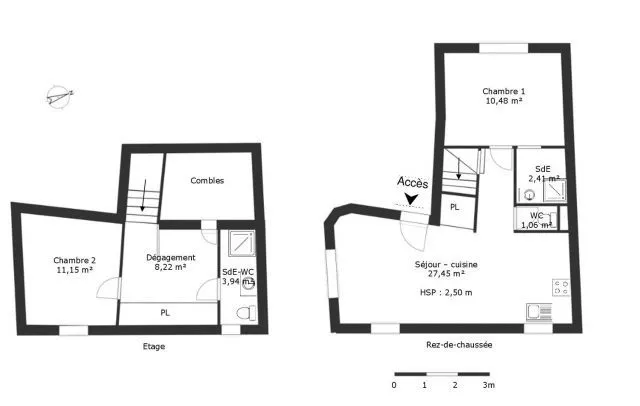 Combles
Chambre 2
11,15 m²
Dégagement
8,22 m²
SdE-WC
3,94 m²
PL
Etage
Chambre 1
10,48 m²
SdE
2,41 m²
Accès
PL
WC
1,06 m²
Séjour – cuisine
27,45 m²
HSP : 2,50 m
Rez-de-chaussée
0 1 2 3m